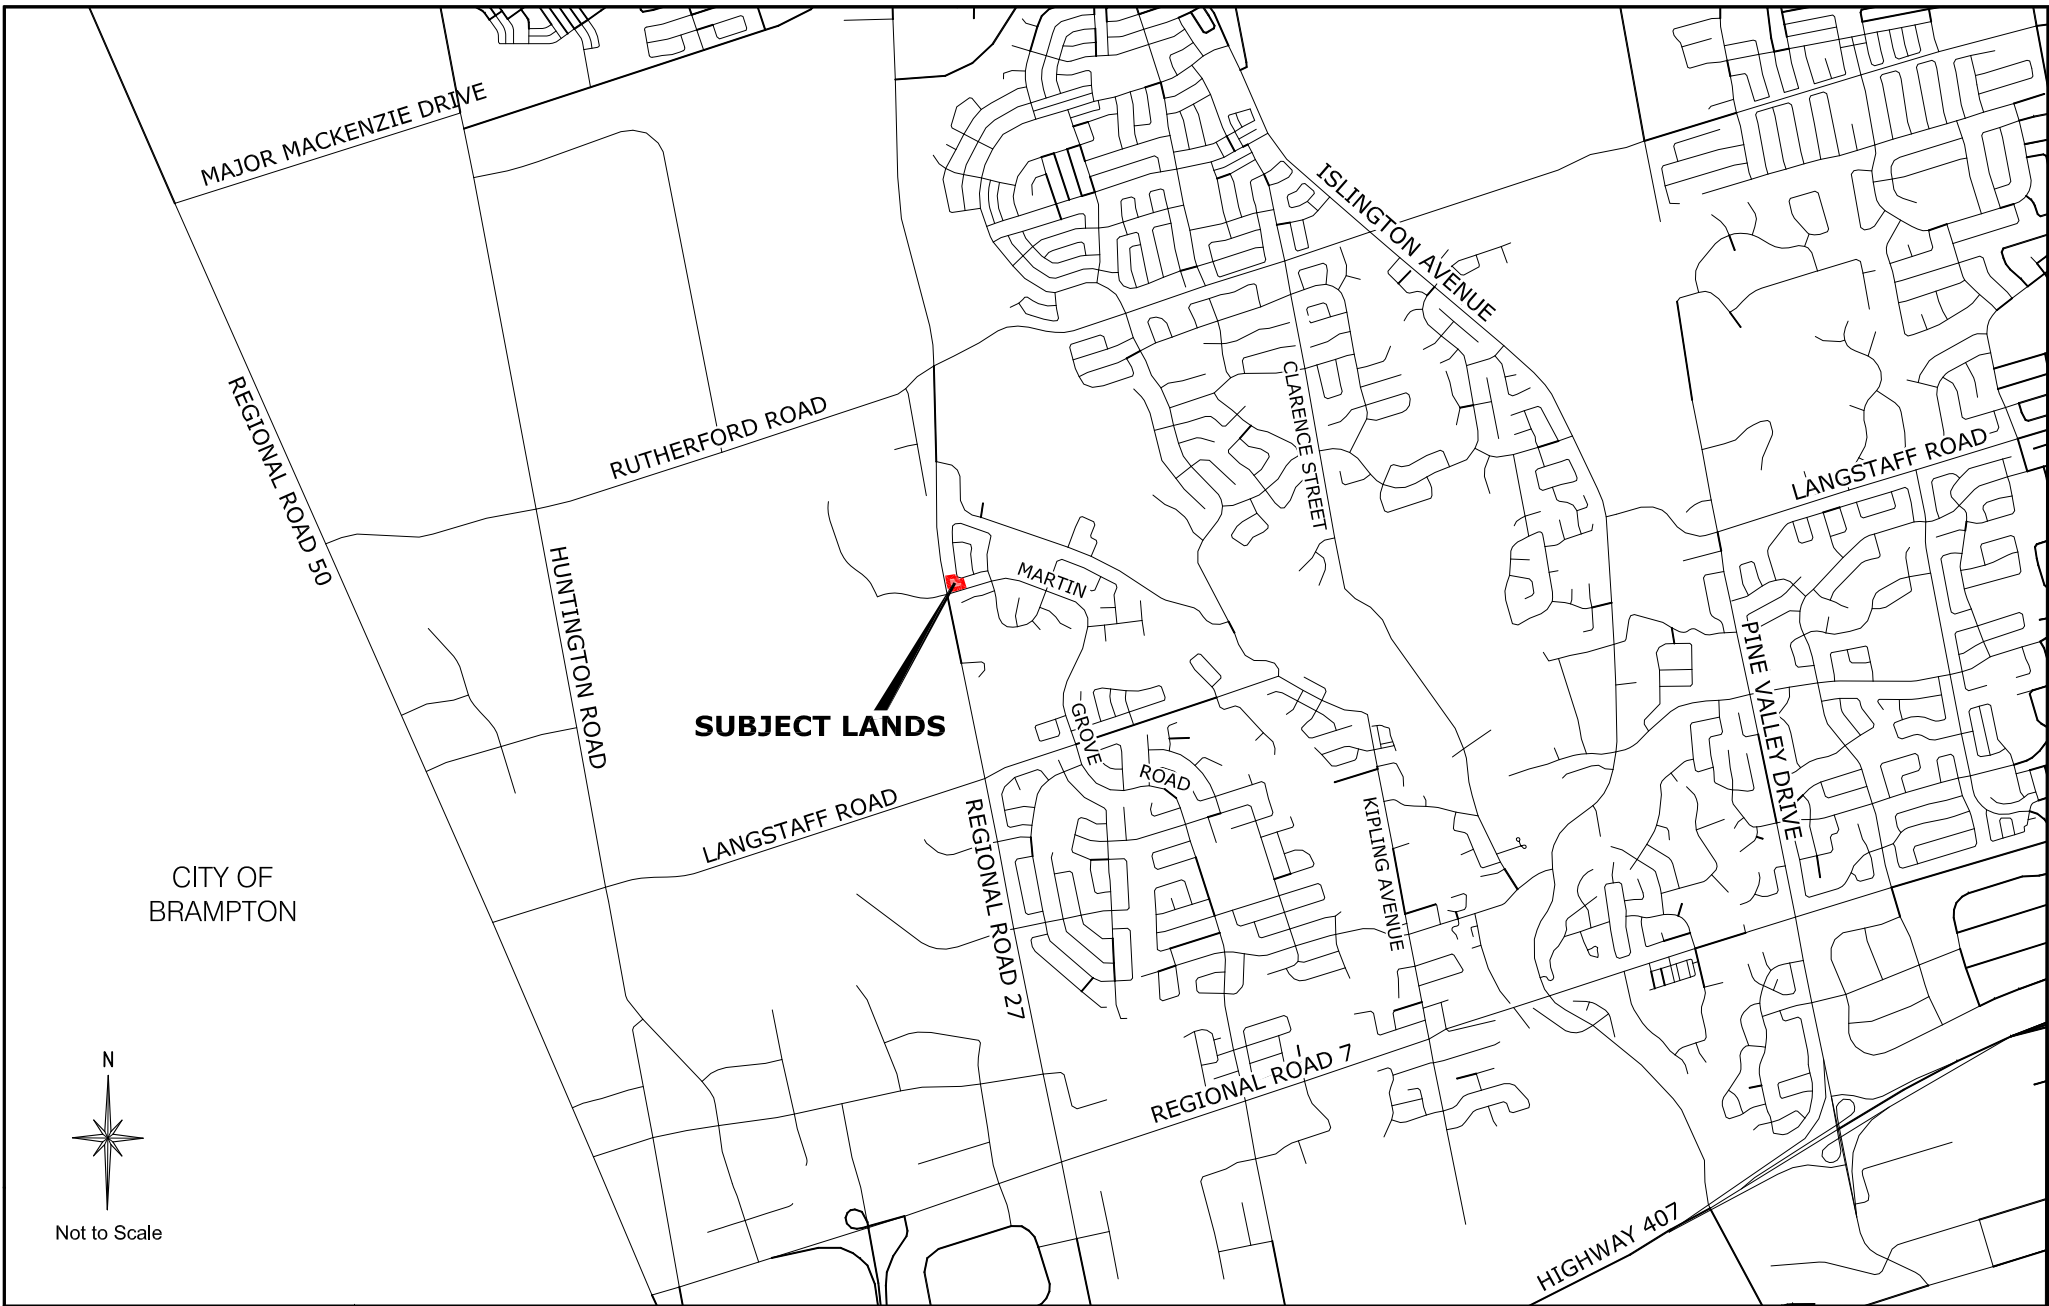 MAJOR MACKENZIE DRIVE
ISLINGTON AVENUE
REGIONAL ROAD 50
RUTHERFORD ROAD
CLARENCE STREET
LANGSTAFF ROAD
HUNTINGTON ROAD
MARTIN
GROVE
ROAD
SUBJECT LANDS
PINE VALLEY DRIVE
LANGSTAFF ROAD
REGIONAL ROAD 27
KIPLING AVENUE
CITY OF
BRAMPTON
N
Not to Scale
REGIONAL ROAD 7
HIGHWAY 407